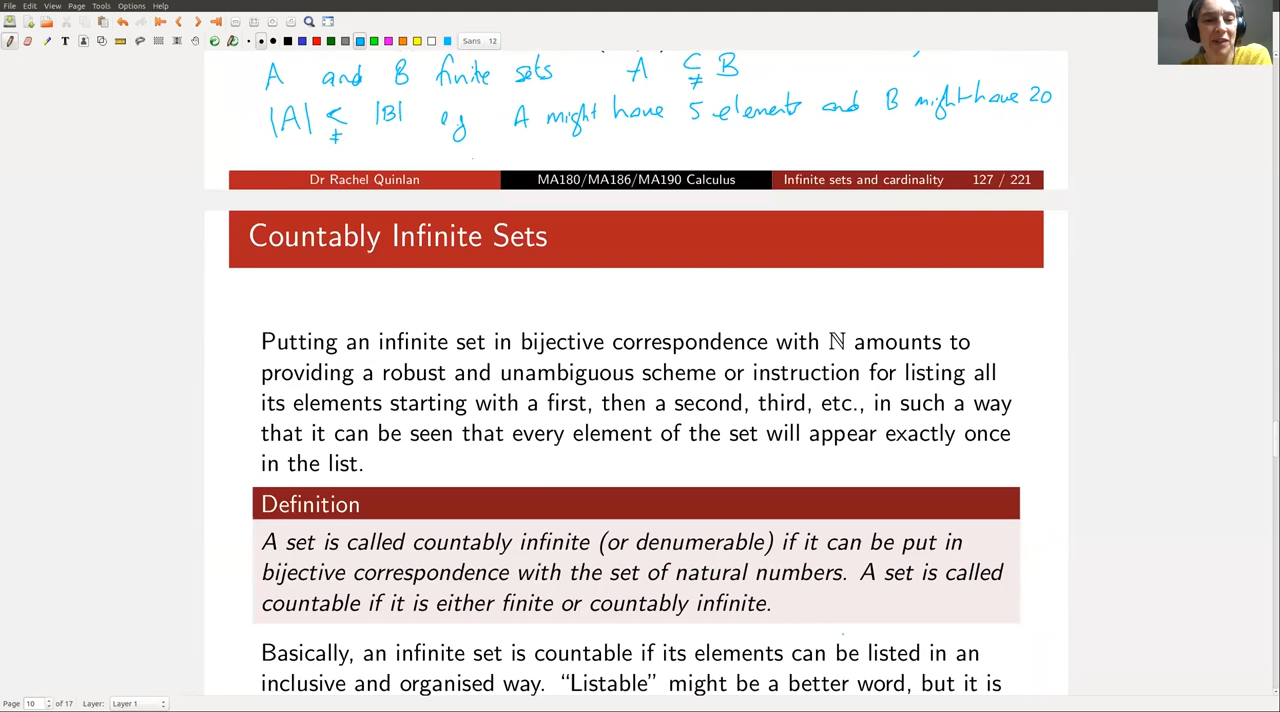 File Edit View Page Tools Options Help
Sans 12
A and B finite sets A ⊊ B
|A| ≨ |B| eg A might have 5 elements and B might have 20
Dr Rachel Quinlan MA180/MA186/MA190 Calculus Infinite sets and cardinality 127 / 221
Countably Infinite Sets
Putting an infinite set in bijective correspondence with ℕ amounts to
providing a robust and unambiguous scheme or instruction for listing all
its elements starting with a first, then a second, third, etc., in such a way
that it can be seen that every element of the set will appear exactly once
in the list.
Definition
A set is called countably infinite (or denumerable) if it can be put in
bijective correspondence with the set of natural numbers. A set is called
countable if it is either finite or countably infinite.
Basically, an infinite set is countable if its elements can be listed in an
inclusive and organised way. “Listable” might be a better word, but it is
Page 10 of 17 Layer: Layer 1